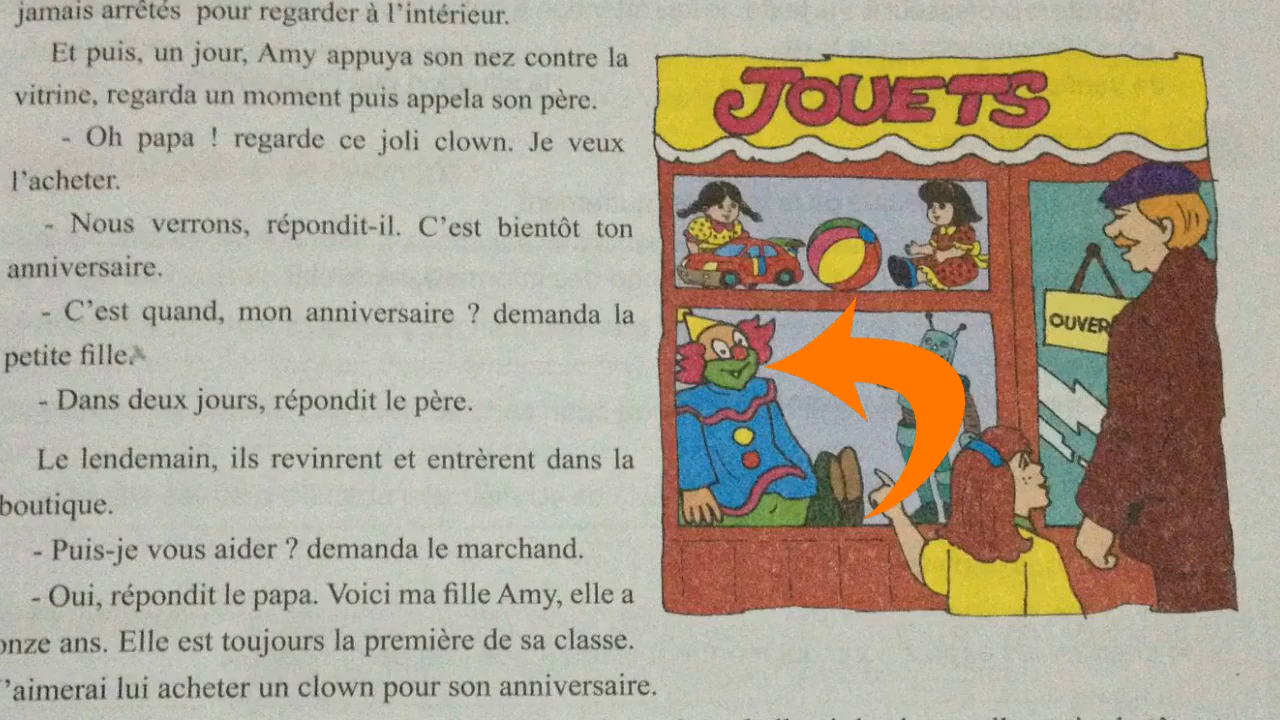 jamais arrêtés pour regarder à l'intérieur.
Et puis, un jour, Amy appuya son nez contre la
vitrine, regarda un moment puis appela son père.
- Oh papa ! regarde ce joli clown. Je veux
l'acheter.
- Nous verrons, répondit-il. C'est bientôt ton
anniversaire.
- C'est quand, mon anniversaire ? demanda la
petite fille.
- Dans deux jours, répondit le père.
Le lendemain, ils revinrent et entrèrent dans la
boutique.
- Puis-je vous aider ? demanda le marchand.
- Oui, répondit le papa. Voici ma fille Amy, elle a
onze ans. Elle est toujours la première de sa classe.
'aimerai lui acheter un clown pour son anniversaire.
JOUETS
OUVER